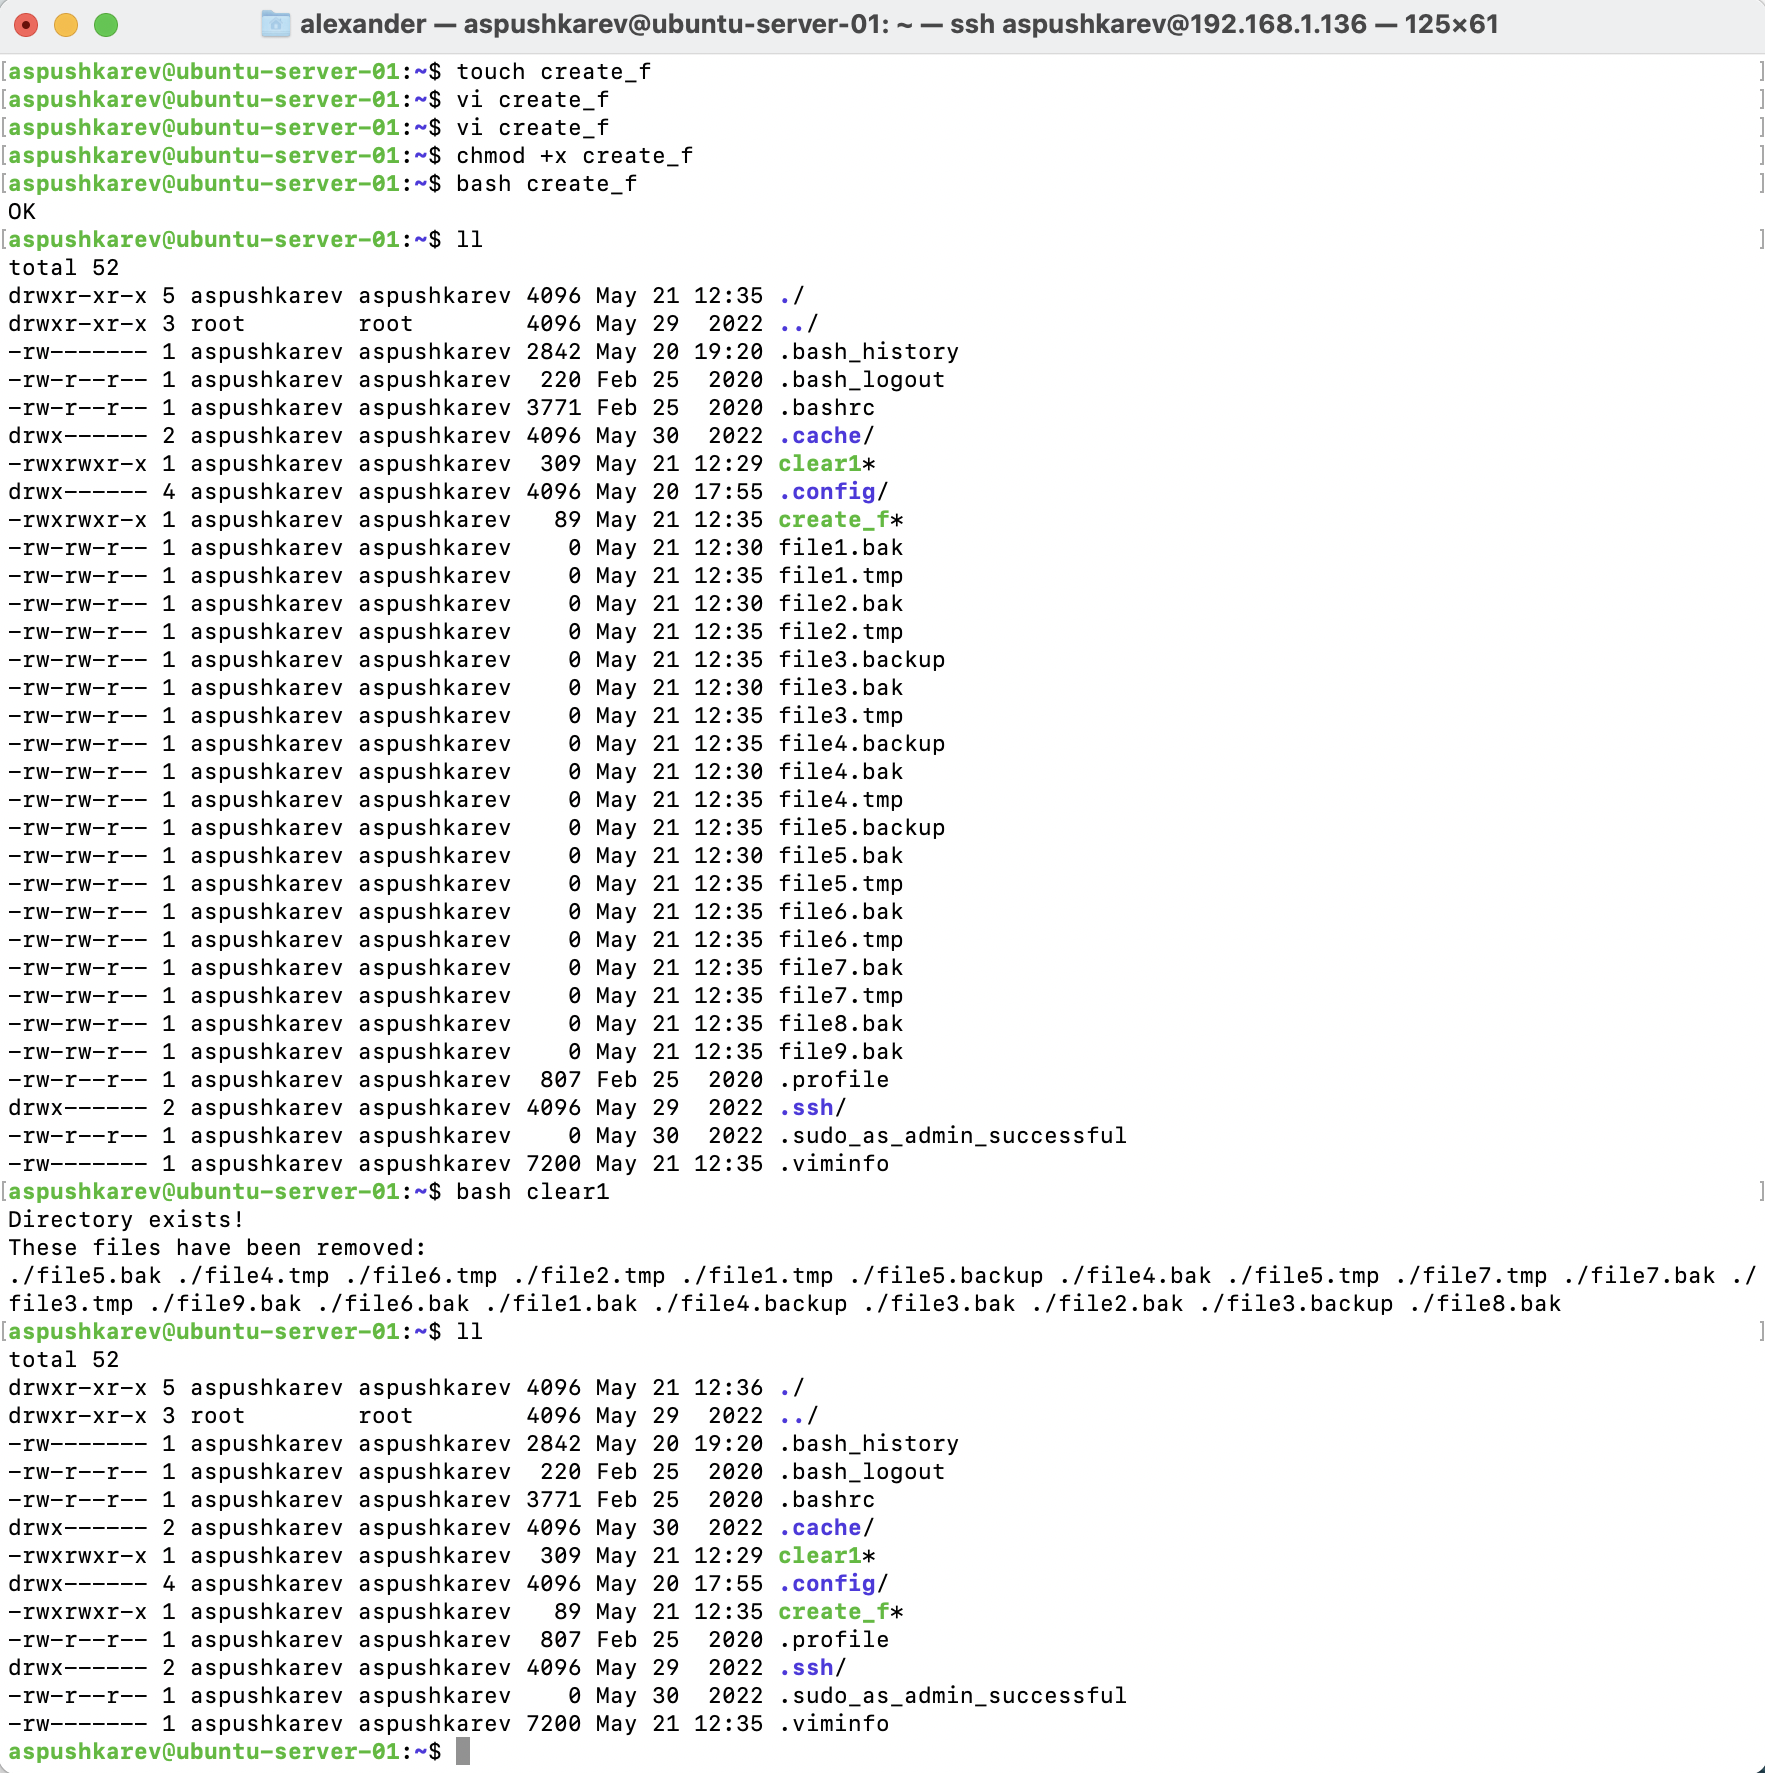 alexander — aspushkarev@ubuntu-server-01: ~ — ssh aspushkarev@192.168.1.136 — 125×61
[aspushkarev@ubuntu-server-01:~$ touch create_f ]
[aspushkarev@ubuntu-server-01:~$ vi create_f ]
[aspushkarev@ubuntu-server-01:~$ vi create_f ]
[aspushkarev@ubuntu-server-01:~$ chmod +x create_f ]
[aspushkarev@ubuntu-server-01:~$ bash create_f ]
OK
[aspushkarev@ubuntu-server-01:~$ ll ]
total 52
drwxr-xr-x 5 aspushkarev aspushkarev 4096 May 21 12:35 ./
drwxr-xr-x 3 root        root        4096 May 29  2022 ../
-rw------- 1 aspushkarev aspushkarev 2842 May 20 19:20 .bash_history
-rw-r--r-- 1 aspushkarev aspushkarev  220 Feb 25  2020 .bash_logout
-rw-r--r-- 1 aspushkarev aspushkarev 3771 Feb 25  2020 .bashrc
drwx------ 2 aspushkarev aspushkarev 4096 May 30  2022 .cache/
-rwxrwxr-x 1 aspushkarev aspushkarev  309 May 21 12:29 clear1*
drwx------ 4 aspushkarev aspushkarev 4096 May 20 17:55 .config/
-rwxrwxr-x 1 aspushkarev aspushkarev   89 May 21 12:35 create_f*
-rw-rw-r-- 1 aspushkarev aspushkarev    0 May 21 12:30 file1.bak
-rw-rw-r-- 1 aspushkarev aspushkarev    0 May 21 12:35 file1.tmp
-rw-rw-r-- 1 aspushkarev aspushkarev    0 May 21 12:30 file2.bak
-rw-rw-r-- 1 aspushkarev aspushkarev    0 May 21 12:35 file2.tmp
-rw-rw-r-- 1 aspushkarev aspushkarev    0 May 21 12:35 file3.backup
-rw-rw-r-- 1 aspushkarev aspushkarev    0 May 21 12:30 file3.bak
-rw-rw-r-- 1 aspushkarev aspushkarev    0 May 21 12:35 file3.tmp
-rw-rw-r-- 1 aspushkarev aspushkarev    0 May 21 12:35 file4.backup
-rw-rw-r-- 1 aspushkarev aspushkarev    0 May 21 12:30 file4.bak
-rw-rw-r-- 1 aspushkarev aspushkarev    0 May 21 12:35 file4.tmp
-rw-rw-r-- 1 aspushkarev aspushkarev    0 May 21 12:35 file5.backup
-rw-rw-r-- 1 aspushkarev aspushkarev    0 May 21 12:30 file5.bak
-rw-rw-r-- 1 aspushkarev aspushkarev    0 May 21 12:35 file5.tmp
-rw-rw-r-- 1 aspushkarev aspushkarev    0 May 21 12:35 file6.bak
-rw-rw-r-- 1 aspushkarev aspushkarev    0 May 21 12:35 file6.tmp
-rw-rw-r-- 1 aspushkarev aspushkarev    0 May 21 12:35 file7.bak
-rw-rw-r-- 1 aspushkarev aspushkarev    0 May 21 12:35 file7.tmp
-rw-rw-r-- 1 aspushkarev aspushkarev    0 May 21 12:35 file8.bak
-rw-rw-r-- 1 aspushkarev aspushkarev    0 May 21 12:35 file9.bak
-rw-r--r-- 1 aspushkarev aspushkarev  807 Feb 25  2020 .profile
drwx------ 2 aspushkarev aspushkarev 4096 May 29  2022 .ssh/
-rw-r--r-- 1 aspushkarev aspushkarev    0 May 30  2022 .sudo_as_admin_successful
-rw------- 1 aspushkarev aspushkarev 7200 May 21 12:35 .viminfo
[aspushkarev@ubuntu-server-01:~$ bash clear1 ]
Directory exists!
These files have been removed:
./file5.bak ./file4.tmp ./file6.tmp ./file2.tmp ./file1.tmp ./file5.backup ./file4.bak ./file5.tmp ./file7.tmp ./file7.bak ./
file3.tmp ./file9.bak ./file6.bak ./file1.bak ./file4.backup ./file3.bak ./file2.bak ./file3.backup ./file8.bak
[aspushkarev@ubuntu-server-01:~$ ll ]
total 52
drwxr-xr-x 5 aspushkarev aspushkarev 4096 May 21 12:36 ./
drwxr-xr-x 3 root        root        4096 May 29  2022 ../
-rw------- 1 aspushkarev aspushkarev 2842 May 20 19:20 .bash_history
-rw-r--r-- 1 aspushkarev aspushkarev  220 Feb 25  2020 .bash_logout
-rw-r--r-- 1 aspushkarev aspushkarev 3771 Feb 25  2020 .bashrc
drwx------ 2 aspushkarev aspushkarev 4096 May 30  2022 .cache/
-rwxrwxr-x 1 aspushkarev aspushkarev  309 May 21 12:29 clear1*
drwx------ 4 aspushkarev aspushkarev 4096 May 20 17:55 .config/
-rwxrwxr-x 1 aspushkarev aspushkarev   89 May 21 12:35 create_f*
-rw-r--r-- 1 aspushkarev aspushkarev  807 Feb 25  2020 .profile
drwx------ 2 aspushkarev aspushkarev 4096 May 29  2022 .ssh/
-rw-r--r-- 1 aspushkarev aspushkarev    0 May 30  2022 .sudo_as_admin_successful
-rw------- 1 aspushkarev aspushkarev 7200 May 21 12:35 .viminfo
aspushkarev@ubuntu-server-01:~$